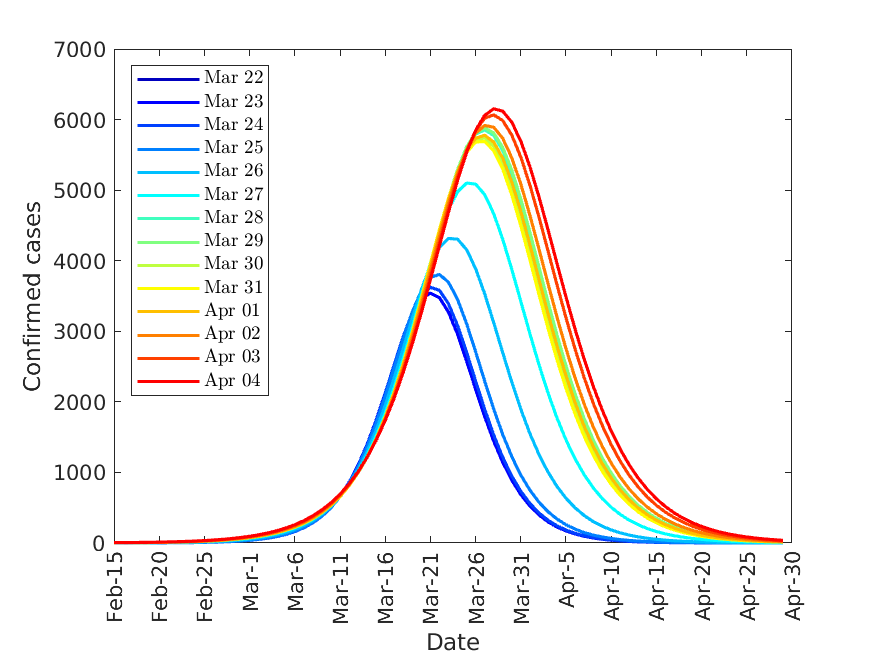 7000
6000
5000
4000
3000
2000
1000
0
Confirmed cases
Mar 22
Mar 23
Mar 24
Mar 25
Mar 26
Mar 27
Mar 28
Mar 29
Mar 30
Mar 31
Apr 01
Apr 02
Apr 03
Apr 04
Feb-15
Feb-20
Feb-25
Mar-1
Mar-6
Mar-11
Mar-16
Mar-21
Mar-26
Mar-31
Apr-5
Apr-10
Apr-15
Apr-20
Apr-25
Apr-30
Date